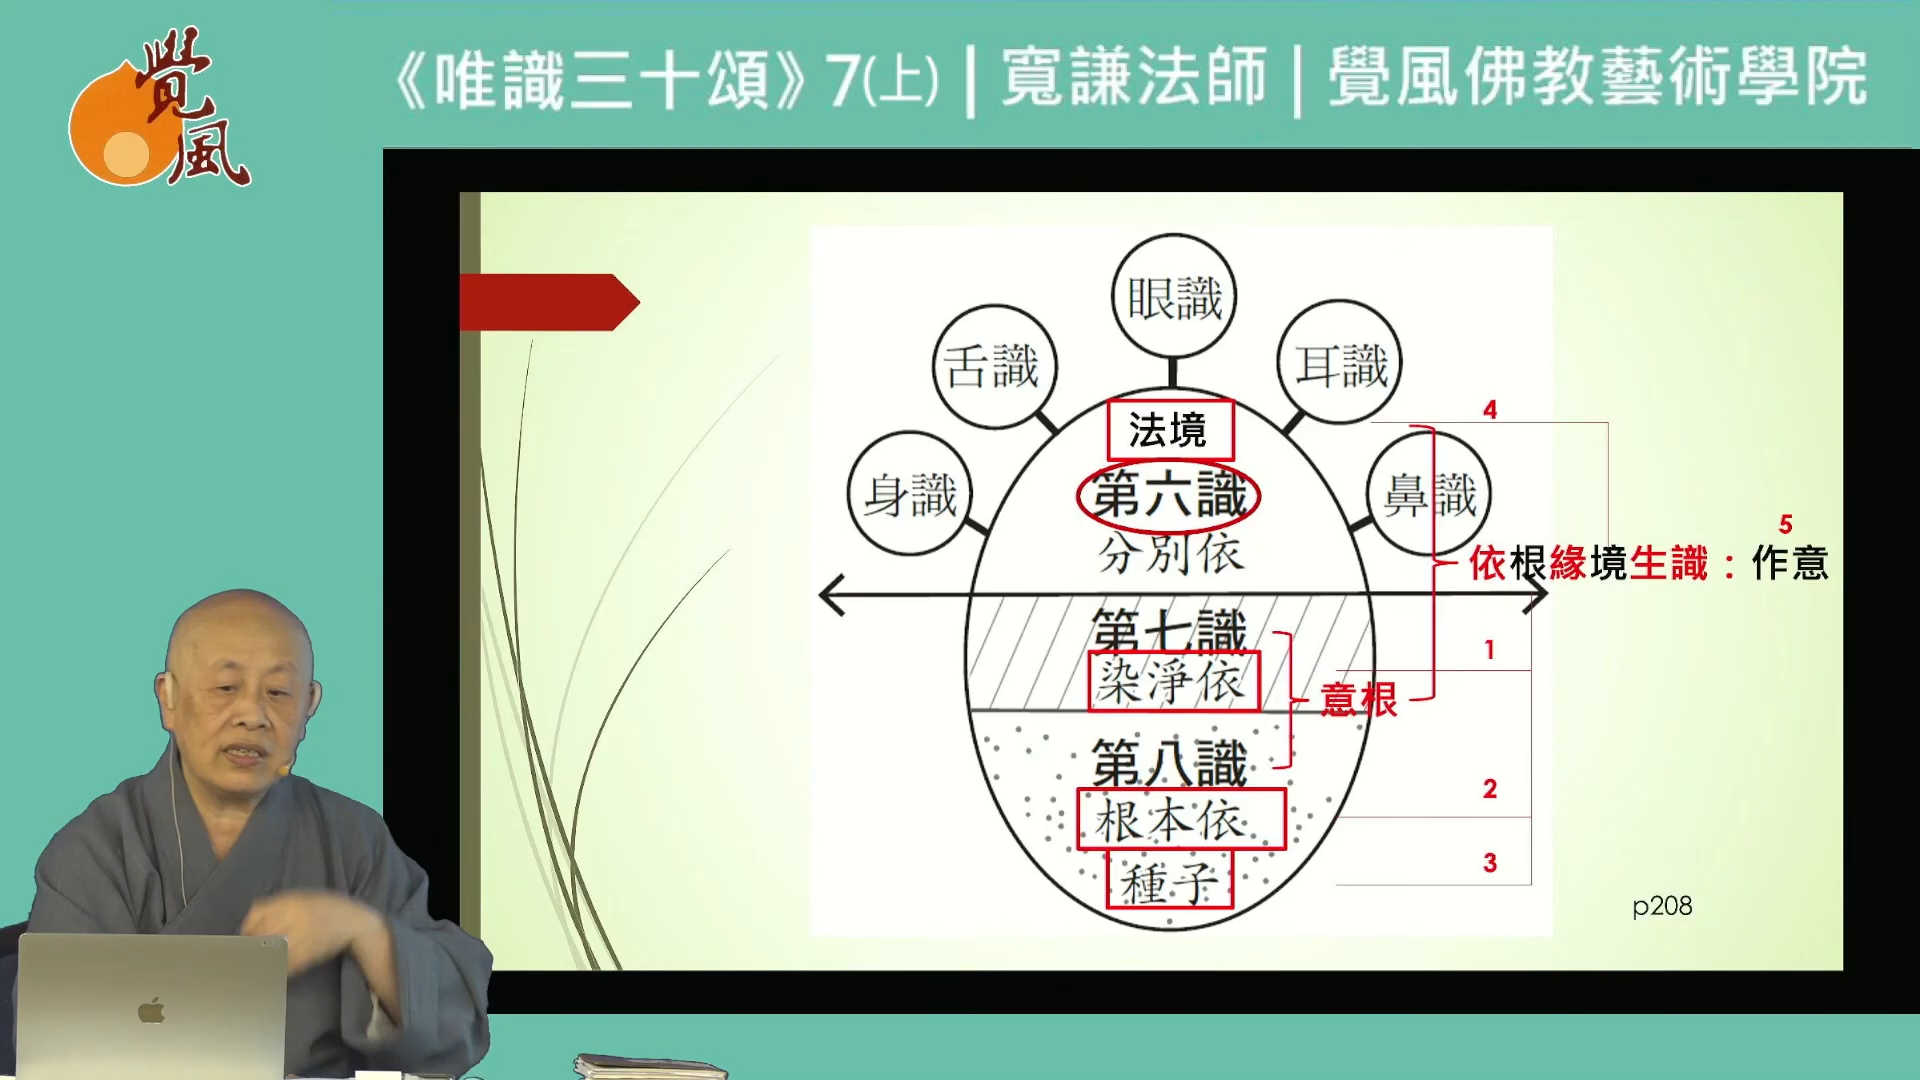 覺風
《唯識三十頌》7(上)|寬謙法師|覺風佛教藝術學院
眼識
舌識
耳識
身識
鼻識
法境
第六識
分別依
4
5
依根緣境生識：作意
第七識
染淨依
1
意根
第八識
根本依
2
種子
3
p208